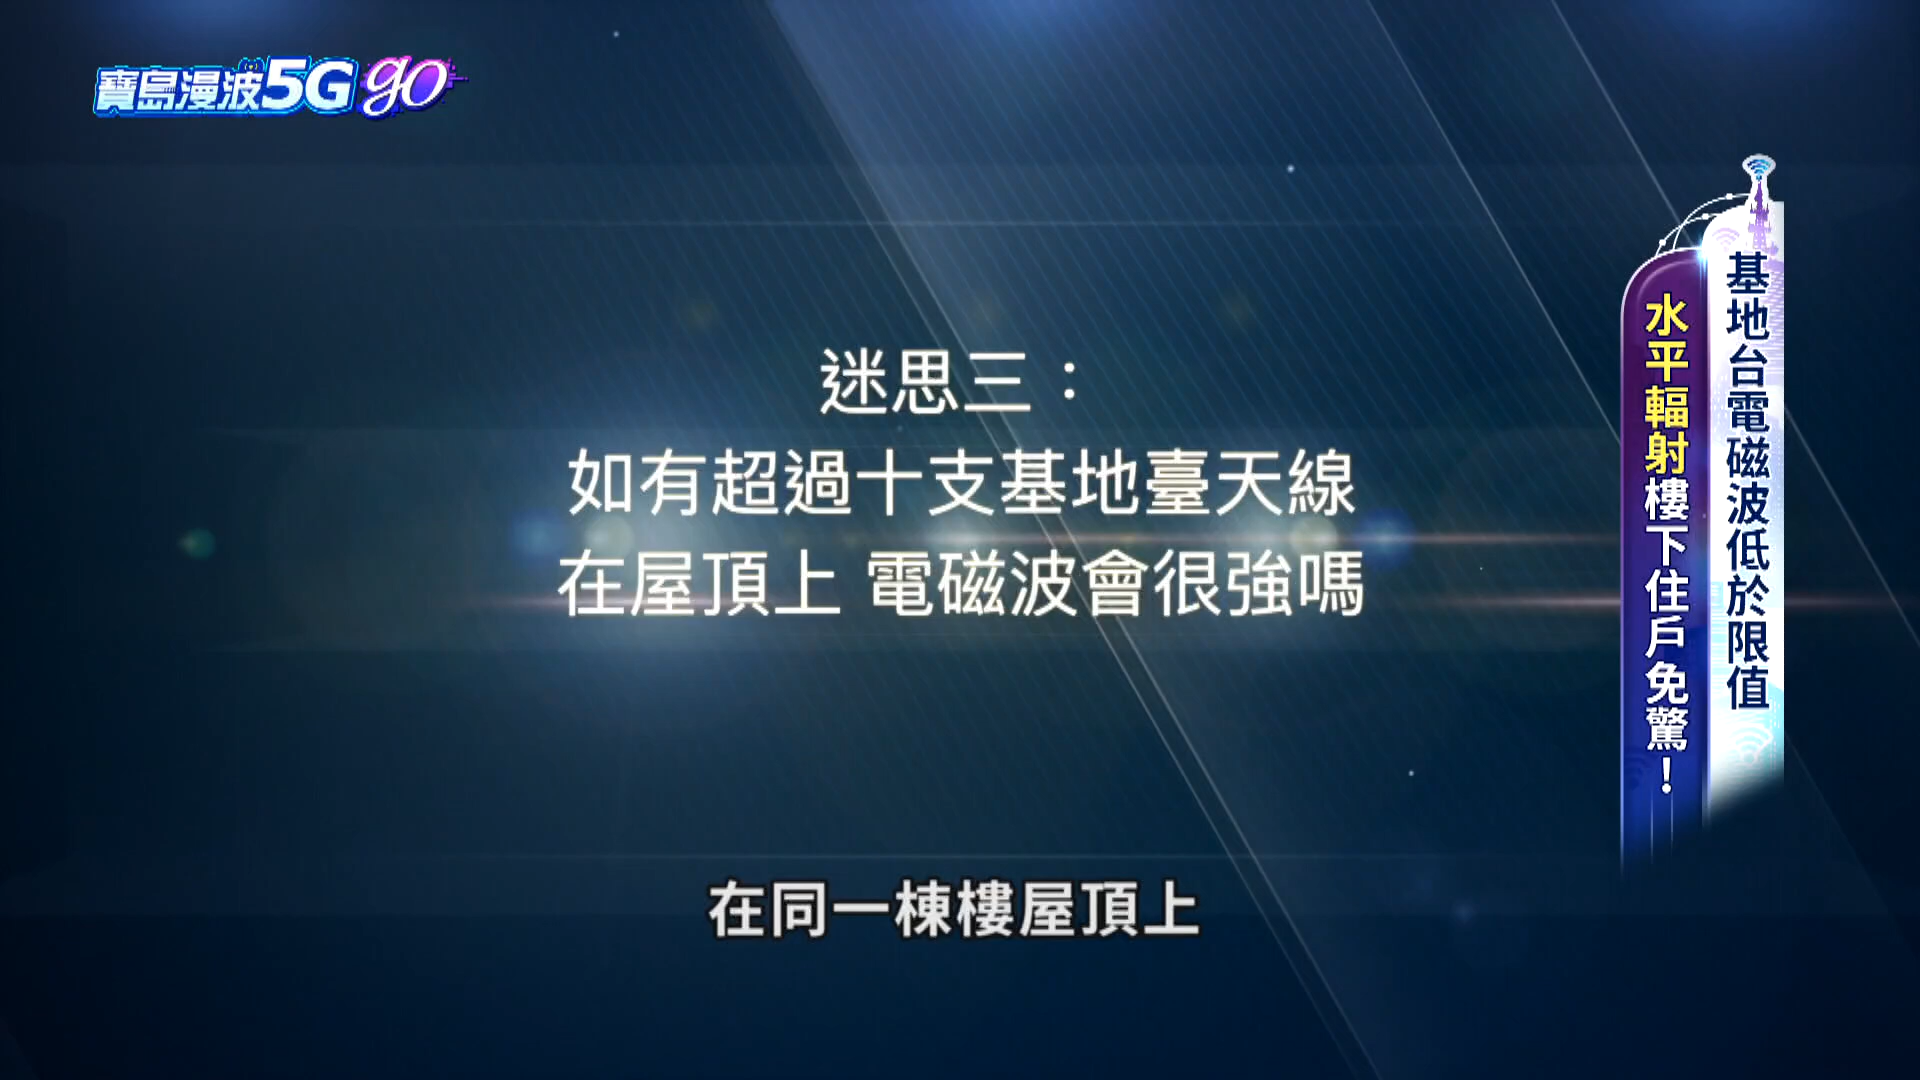 寶島漫波5Ggo
基地台電磁波低於限值
水平輻射樓下住戶免驚！
迷思三：
如有超過十支基地臺天線
在屋頂上 電磁波會很強嗎
在同一棟樓屋頂上